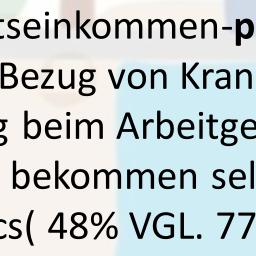 tseinkommen-p
Bezug von Kran
g beim Arbeitge
bekommen sel
cs( 48% VGL. 77